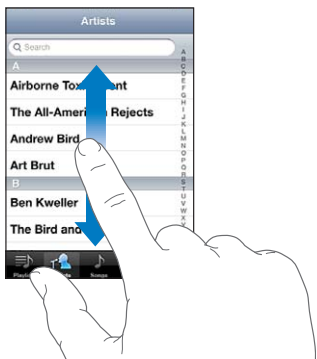 Artists
Search
A
Airborne Tox ent
The All-American Rejects
Andrew Bird
Art Brut
B
Ben Kweller
The Bird and
A
B
C
D
E
F
G
H
I
J
K
L
M
N
O
P
Q
R
S
T
U
V
W
X
Songs